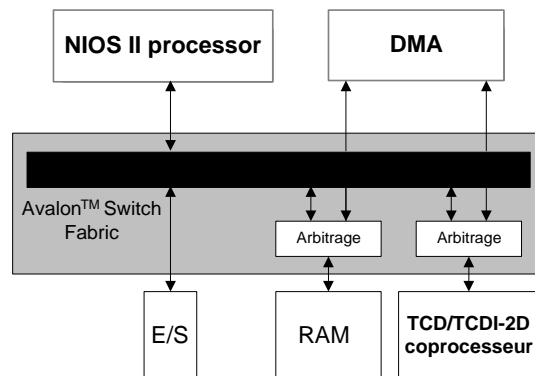 NIOS II processor
DMA
Avalon™ Switch
Fabric
Arbitrage
Arbitrage
E/S
RAM
TCD/TCDI-2D
coprocesseur